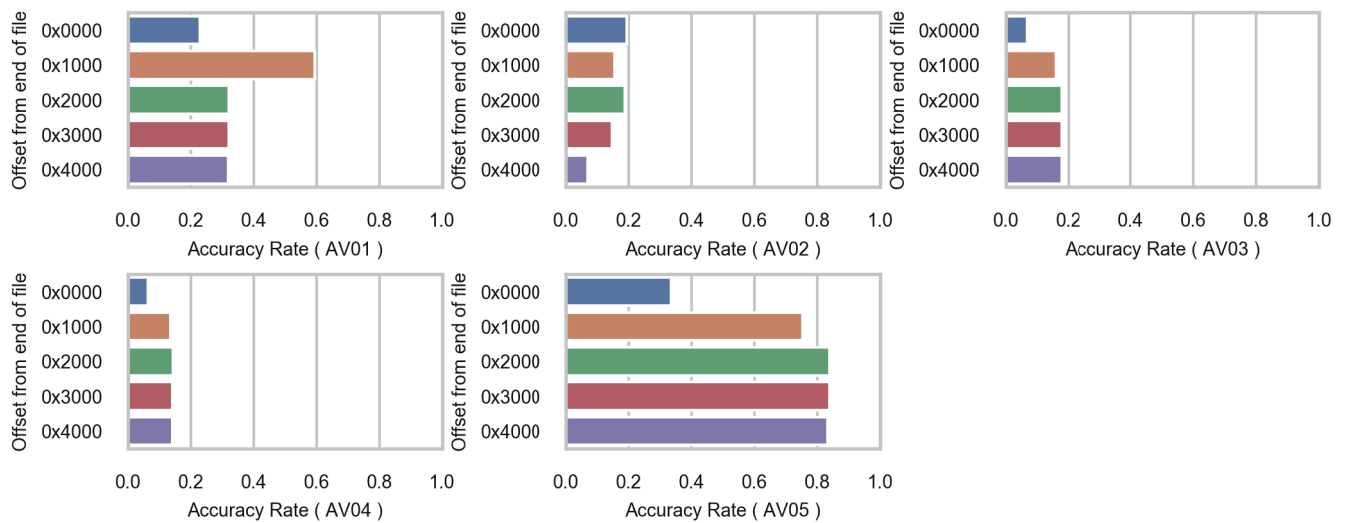 Offset from end of file
0x0000
0x1000
0x2000
0x3000
0x4000
0.0 0.2 0.4 0.6 0.8 1.0
Accuracy Rate ( AV01 )
Offset from end of file
0x0000
0x1000
0x2000
0x3000
0x4000
0.0 0.2 0.4 0.6 0.8 1.0
Accuracy Rate ( AV02 )
Offset from end of file
0x0000
0x1000
0x2000
0x3000
0x4000
0.0 0.2 0.4 0.6 0.8 1.0
Accuracy Rate ( AV03 )
Offset from end of file
0x0000
0x1000
0x2000
0x3000
0x4000
0.0 0.2 0.4 0.6 0.8 1.0
Accuracy Rate ( AV04 )
Offset from end of file
0x0000
0x1000
0x2000
0x3000
0x4000
0.0 0.2 0.4 0.6 0.8 1.0
Accuracy Rate ( AV05 )